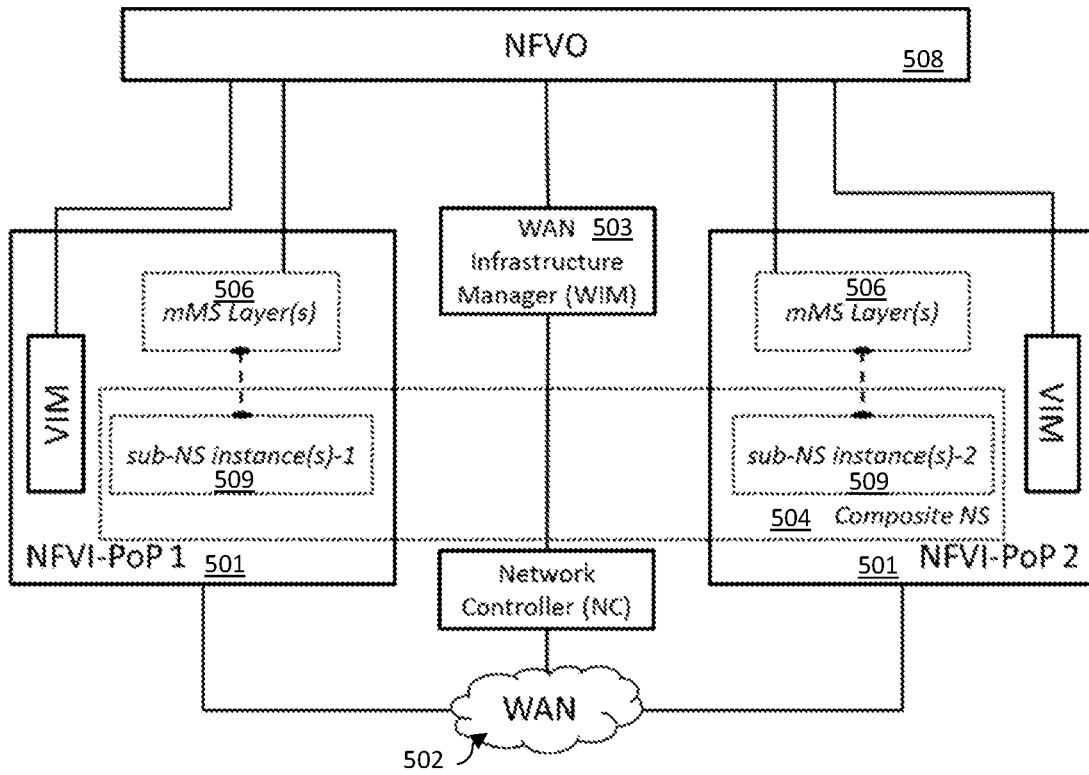 NFVO
508
WAN 503
Infrastructure
Manager (WIM)
506
mMS Layer(s)
506
mMS Layer(s)
VIM
VIM
sub-NS instance(s)-1
509
sub-NS instance(s)-2
509
504 Composite NS
NFVI-PoP 1
501
501
NFVI-PoP 2
Network
Controller (NC)
WAN
502